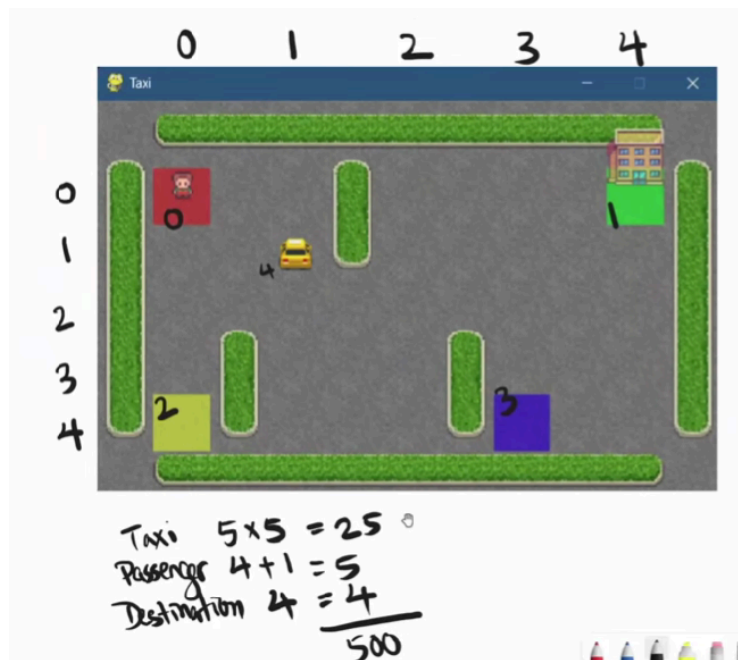 0 1 2 3 4
Taxi
0
0
1
1
4
2
3
2
3
4
Taxi 5×5 = 25
Passenger 4+1 = 5
Destination 4 = 4
500